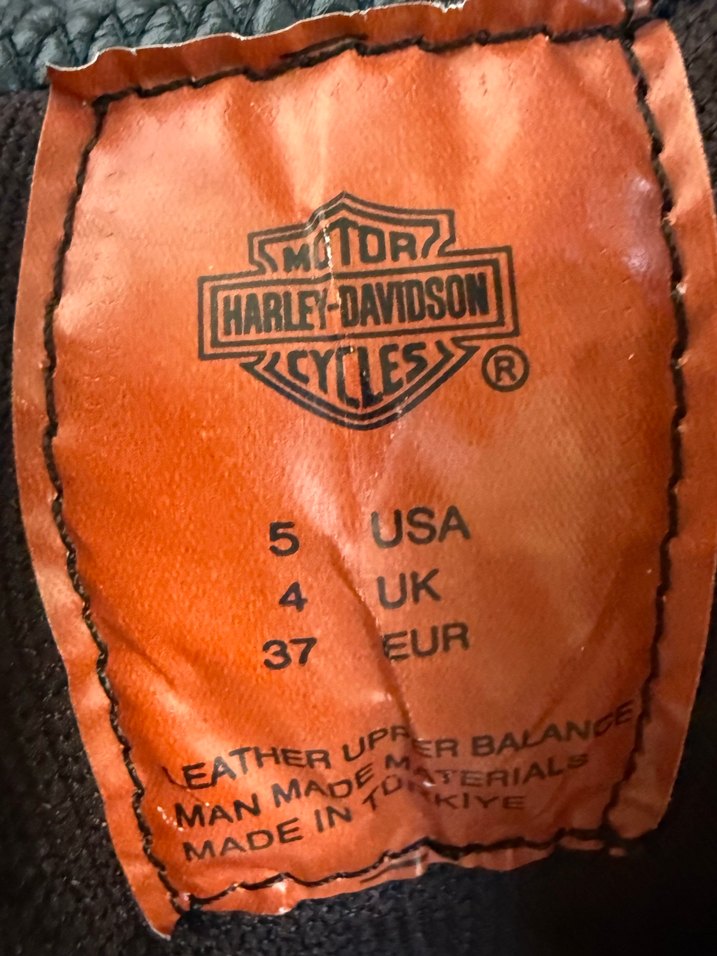 MOTOR
HARLEY-DAVIDSON
CYCLES ®
5 USA
4 UK
37 EUR
LEATHER UPPER BALANCE
MAN MADE MATERIALS
MADE IN TÜRKIYE